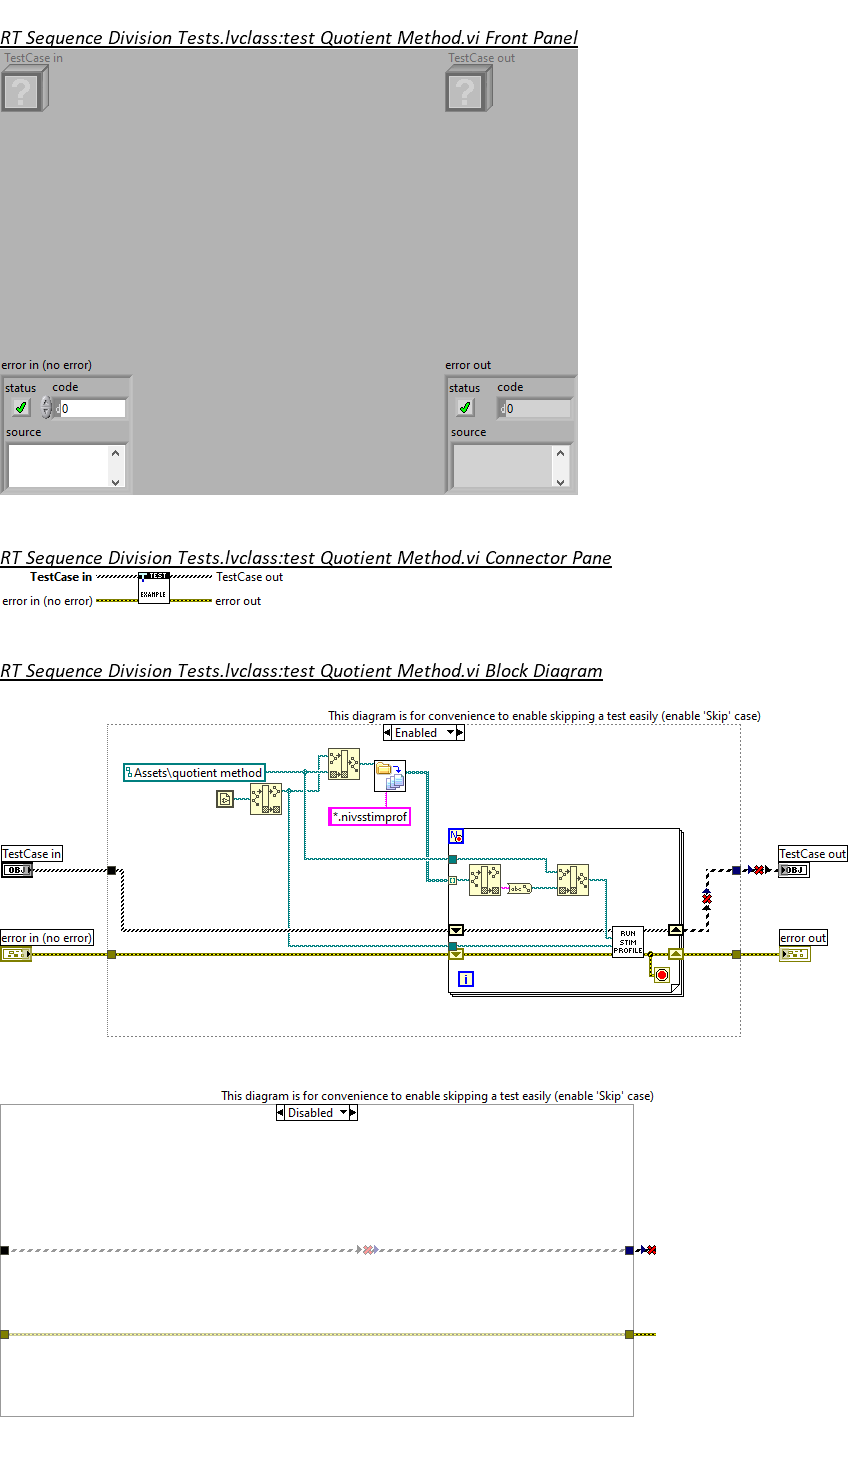 RT Sequence Division Tests.lvclass:test Quotient Method.vi Front Panel
TestCase in
TestCase out
error in (no error)
error out
status code
d0
source
status code
d0
source
RT Sequence Division Tests.lvclass:test Quotient Method.vi Connector Pane
TestCase in
TestCase out
TEST
EXAMPLE
error in (no error)
error out
RT Sequence Division Tests.lvclass:test Quotient Method.vi Block Diagram
This diagram is for convenience to enable skipping a test easily (enable 'Skip' case)
Enabled
Assets\quotient method
*.nivsstimprof
N
TestCase in
OBJ
TestCase out
OBJ
abc
error in (no error)
RUN
STIM
PROFILE
error out
i
This diagram is for convenience to enable skipping a test easily (enable 'Skip' case)
Disabled